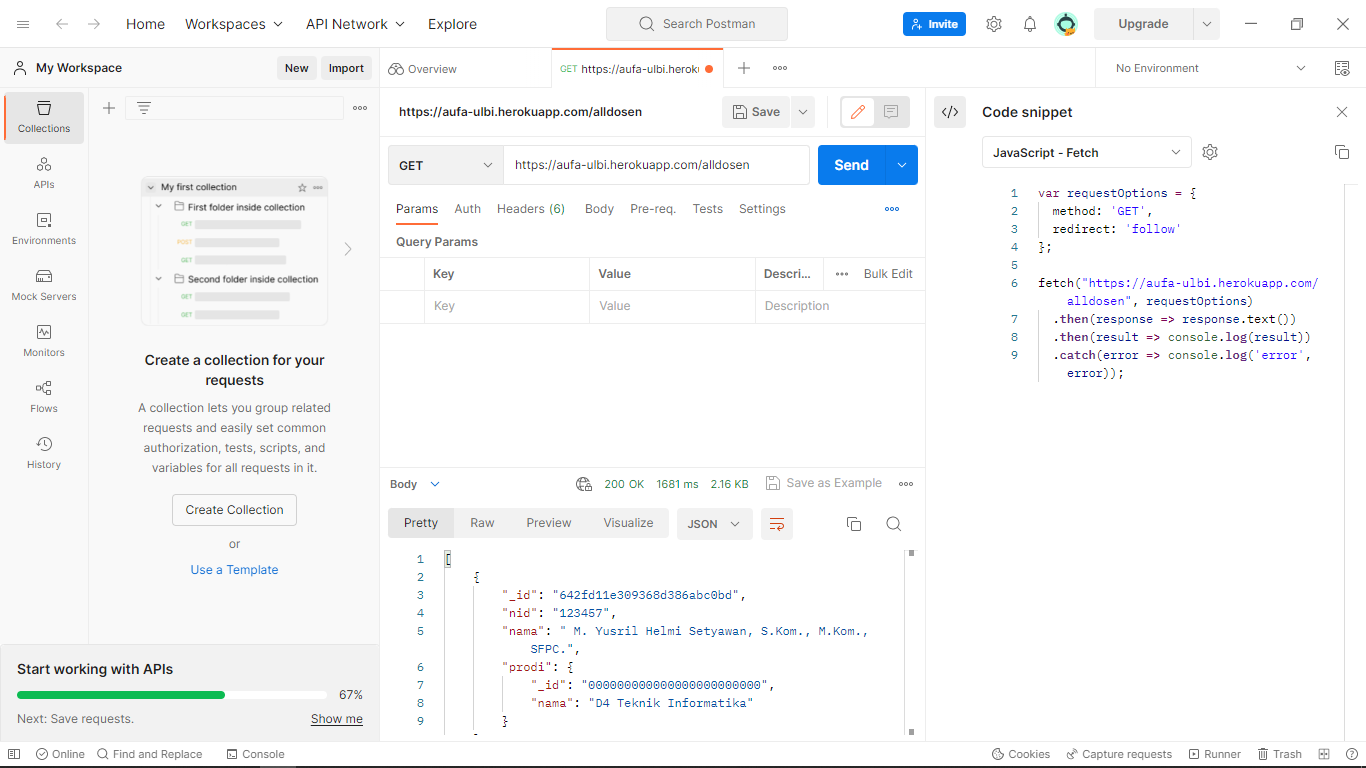 Home Workspaces API Network Explore Search Postman Invite Upgrade
My Workspace New Import
Overview GET https://aufa-ulbi.heroku No Environment
Collections
APIs
Environments
Mock Servers
Monitors
Flows
History
My first collection
First folder inside collection
GET
POST
GET
Second folder inside collection
GET
GET
Create a collection for your
requests
A collection lets you group related
requests and easily set common
authorization, tests, scripts, and
variables for all requests in it.
Create Collection
or
Use a Template
Start working with APIs
67%
Next: Save requests. Show me
https://aufa-ulbi.herokuapp.com/alldosen Save
GET https://aufa-ulbi.herokuapp.com/alldosen Send
Params Auth Headers (6) Body Pre-req. Tests Settings
Query Params
Key Value Descri... Bulk Edit
Key Value Description
Body 200 OK 1681 ms 2.16 KB Save as Example
Pretty Raw Preview Visualize JSON
1 [
2 {
3 "_id": "642fd11e309368d386abc0bd",
4 "nid": "123457",
5 "nama": " M. Yusril Helmi Setyawan, S.Kom., M.Kom.,
SFPC.",
6 "prodi": {
7 "_id": "000000000000000000000000",
8 "nama": "D4 Teknik Informatika"
9 }
Code snippet
JavaScript - Fetch
1 var requestOptions = {
2 method: 'GET',
3 redirect: 'follow'
4 };
5
6 fetch("https://aufa-ulbi.herokuapp.com/
alldosen", requestOptions)
7 .then(response => response.text())
8 .then(result => console.log(result))
9 .catch(error => console.log('error',
error));
Online Find and Replace Console Cookies Capture requests Runner Trash